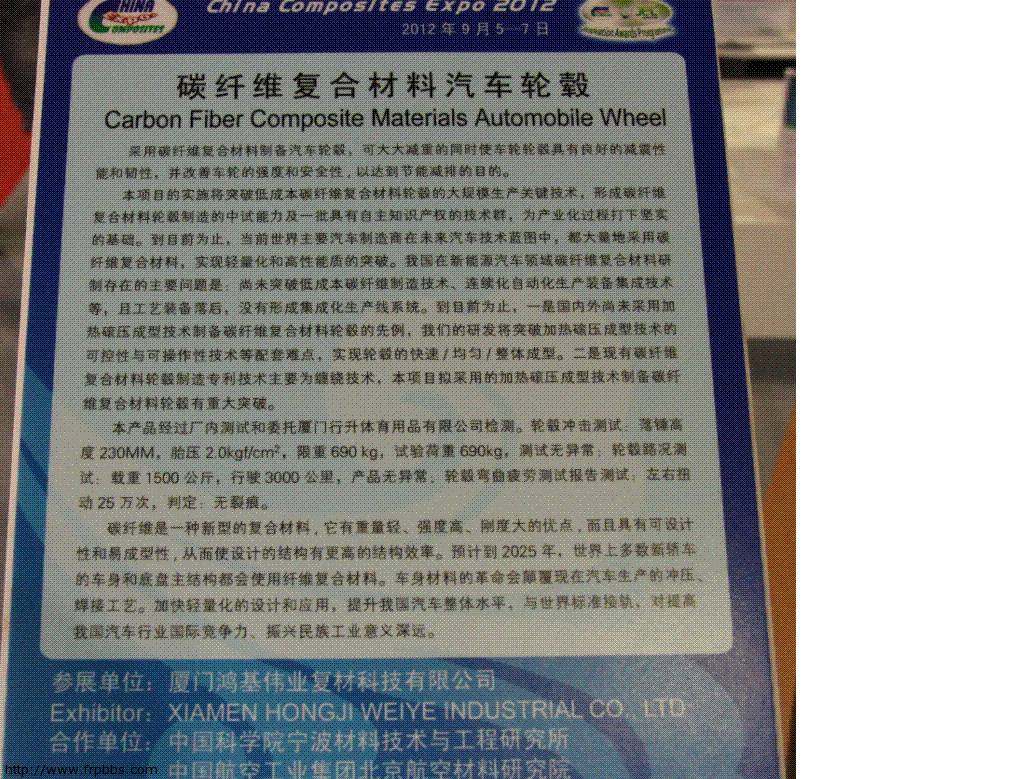 CHINA
EXPO
COMPOSITES
China Composites Expo 2012
2012 年 9 月 5—7 日
Innovation Awards Programme
碳纤维复合材料汽车轮毂
Carbon Fiber Composite Materials Automobile Wheel
采用碳纤维复合材料制备汽车轮毂，可大大减重的同时使车轮轮毂具有良好的减震性
能和韧性，并改善车轮的强度和安全性，以达到节能减排的目的。
本项目的实施将突破低成本碳纤维复合材料轮毂的大规模生产关键技术，形成碳纤维
复合材料轮毂制造的中试能力及一批具有自主知识产权的技术群，为产业化过程打下坚实
的基础。到目前为止，当前世界主要汽车制造商在未来汽车技术蓝图中，都大量地采用碳
纤维复合材料，实现轻量化和高性能质的突破。我国在新能源汽车领域碳纤维复合材料研
制存在的主要问题是：尚未突破低成本碳纤维制造技术、连续化自动化生产装备集成技术
等，且工艺装备落后，没有形成集成化生产线系统。到目前为止，一是国内外尚未采用加
热碹压成型技术制备碳纤维复合材料轮毂的先例，我们的研发将突破加热碹压成型技术的
可控性与可操作性技术等配套难点，实现轮毂的快速 / 均匀 / 整体成型。二是现有碳纤维
复合材料轮毂制造专利技术主要为缠绕技术，本项目拟采用的加热碹压成型技术制备碳纤
维复合材料轮毂有重大突破。
本产品经过厂内测试和委托厦门行升体育用品有限公司检测。轮毂冲击测试：落锤高
度 230MM，胎压 2.0kgf/cm²，限重 690 kg，试验荷重 690kg，测试无异常；轮毂路况测
试：载重 1500 公斤，行驶 3000 公里，产品无异常；轮毂弯曲疲劳测试报告测试：左右扭
动 25 万次，判定：无裂痕。
碳纤维是一种新型的复合材料，它有重量轻、强度高、刚度大的优点，而且具有可设计
性和易成型性，从而使设计的结构有更高的结构效率。预计到 2025 年，世界上多数新轿车
的车身和底盘主结构都会使用纤维复合材料。车身材料的革命会颠覆现在汽车生产的冲压、
焊接工艺。加快轻量化的设计和应用，提升我国汽车整体水平，与世界标准接轨，对提高
我国汽车行业国际竞争力、振兴民族工业意义深远。
参展单位：厦门鸿基伟业复材科技有限公司
Exhibitor：XIAMEN HONGJI WEIYE INDUSTRIAL CO., LTD
合作单位：中国科学院宁波材料技术与工程研究所
中国航空工业集团北京航空材料研究院
http://www.frpbbs.com